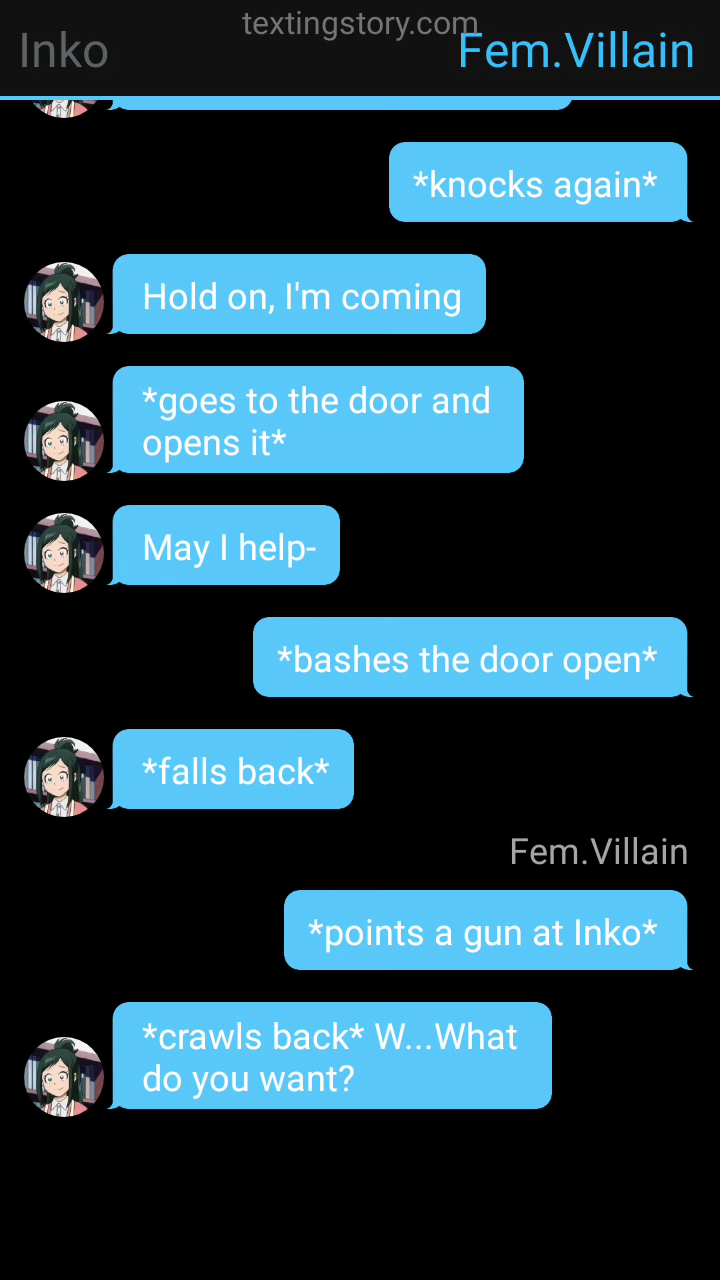 textingstory.com
Inko
Fem.Villain
*knocks again*
Hold on, I'm coming
*goes to the door and
opens it*
May I help-
*bashes the door open*
*falls back*
Fem.Villain
*points a gun at Inko*
*crawls back* W...What
do you want?